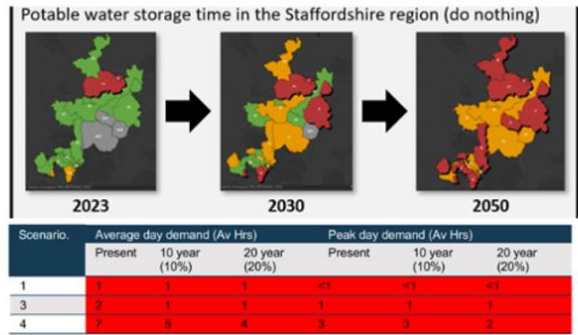 Potable water storage time in the Staffordshire region (do nothing)
2023 2030 2050
Scenario. Average day demand (Av Hrs) Peak day demand (Av Hrs)
Present 10 year (10%) 20 year (20%) Present 10 year (10%) 20 year (20%)
1 1 1 1 <1 <1 <1
3 2 1 1 1 1 1
4 7 5 4 3 3 2